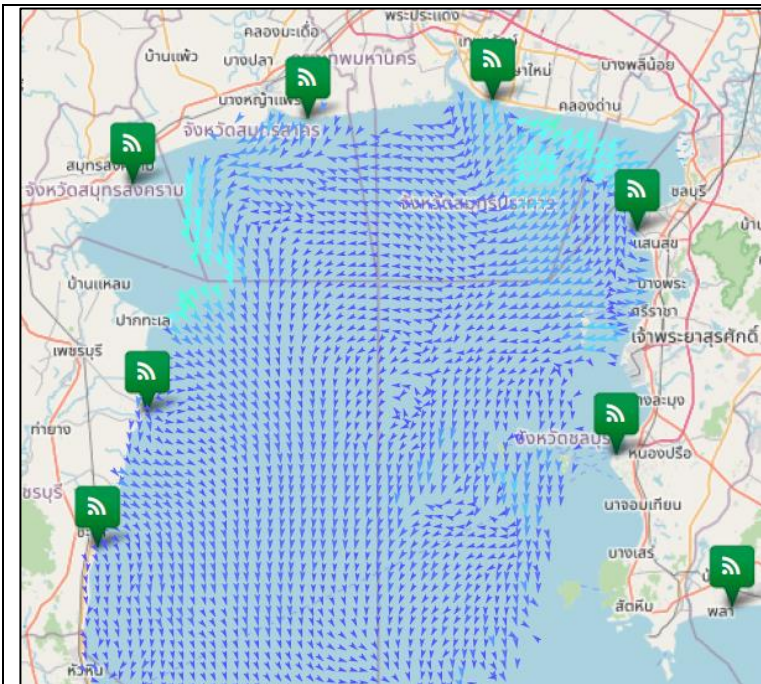 พระประแดง
คลองมะเดื่อ
บ้านแพ้ว
บางปลา
กรุงเทพมหานคร
บางพลีน้อย
คลองด่าน
จังหวัดสมุทรสาคร
ชลบุรี
จังหวัดสมุทรสงคราม
จังหวัดสมุทรปราการ
แสนสุข
บ้านแหลม
บางพระ
ปากทะเล
ศรีราชา
เจ้าพระยาสุรศักดิ์
เพชรบุรี
ท่ายาง
จังหวัดชลบุรี
หนองปรือ
นาจอมเทียน
บางเสร่
สัตหีบ
พลา
หัวหิน